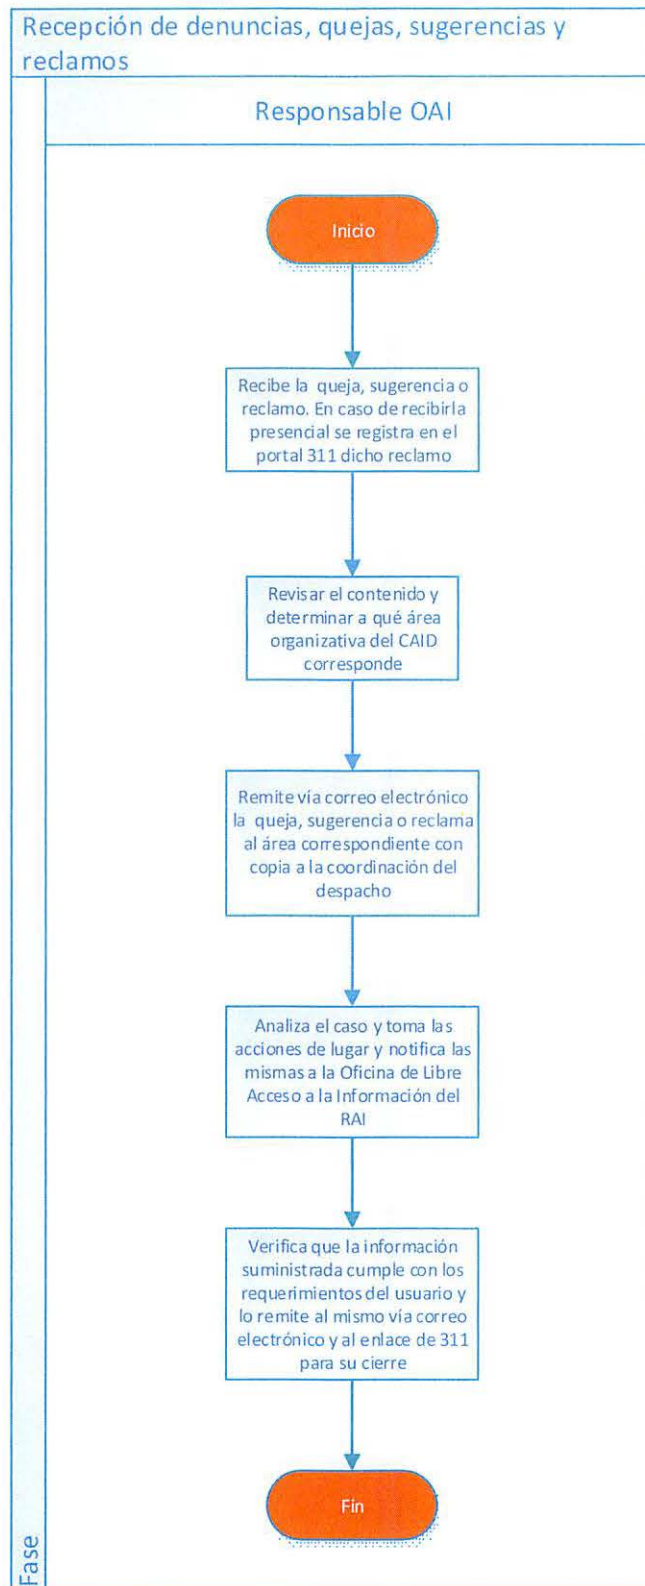 Recepción de denuncias, quejas, sugerencias y
reclamos
Responsable OAI
Inicio
Recibe la queja, sugerencia o
reclamo. En caso de recibirla
presencial se registra en el
portal 311 dicho reclamo
Revisar el contenido y
determinar a qué área
organizativa del CAID
corresponde
Remite vía correo electrónico
la queja, sugerencia o reclama
al área correspondiente con
copia a la coordinación del
despacho
Analiza el caso y toma las
acciones de lugar y notifica las
mismas a la Oficina de Libre
Acceso a la Información del
RAI
Verifica que la información
suministrada cumple con los
requerimientos del usuario y
lo remite al mismo vía correo
electrónico y al enlace de 311
para su cierre
Fin
Fase